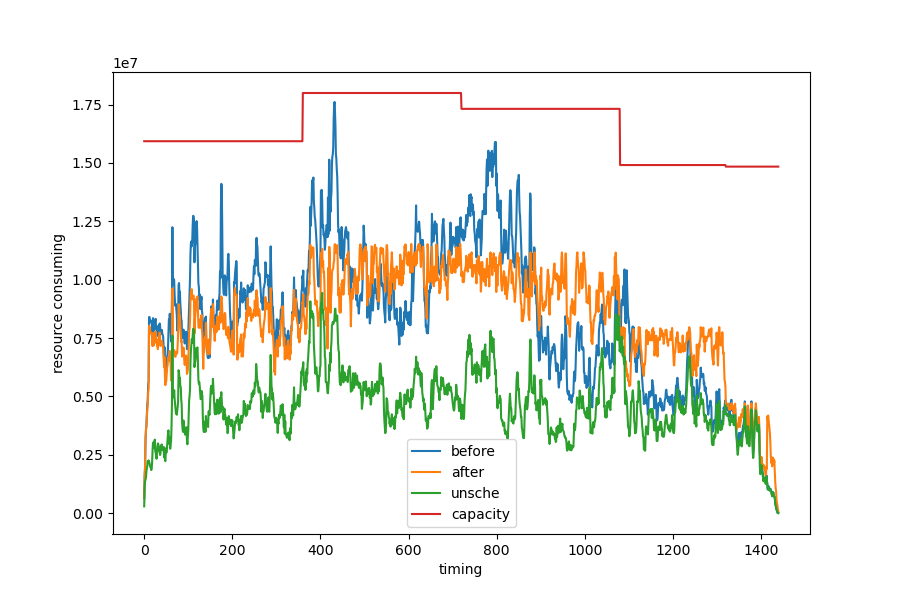 1e7
1.75
1.50
1.25
1.00
0.75
0.50
0.25
0.00
resource consuming
before
after
unsche
capacity
0 200 400 600 800 1000 1200 1400
timing